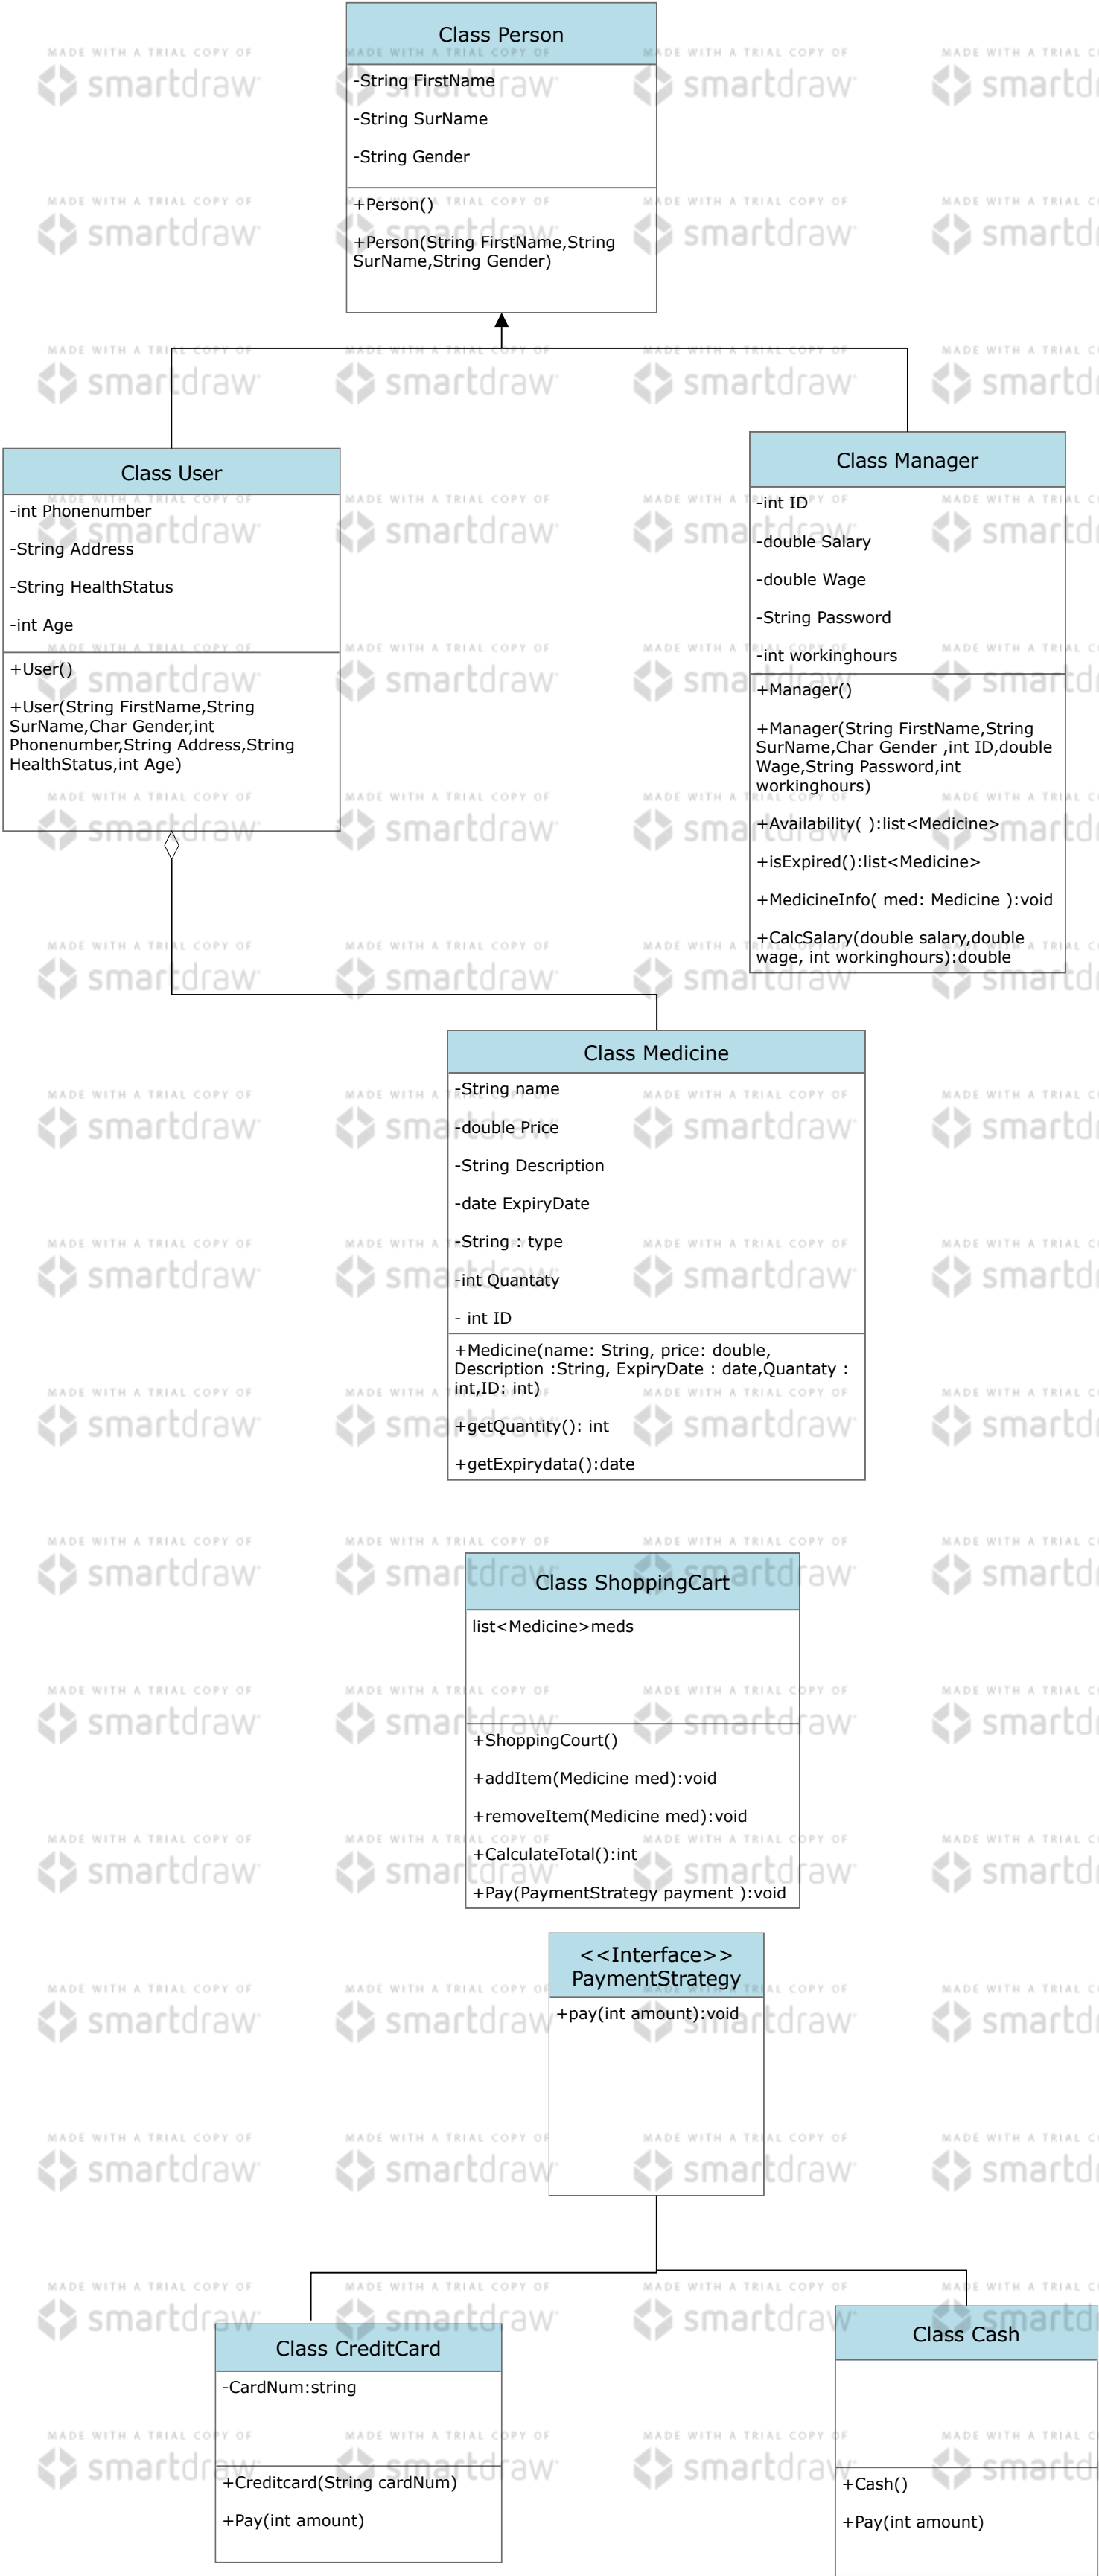 Class Person
-String FirstName
-String SurName
-String Gender
+Person()
+Person(String FirstName,String
SurName,String Gender)
Class User
-int Phonenumber
-String Address
-String HealthStatus
-int Age
+User()
+User(String FirstName,String
SurName,Char Gender,int
Phonenumber,String Address,String
HealthStatus,int Age)
Class Manager
-int ID
-double Salary
-double Wage
-String Password
-int workinghours
+Manager()
+Manager(String FirstName,String
SurName,Char Gender ,int ID,double
Wage,String Password,int
workinghours)
+Availability( ):list<Medicine>
+isExpired():list<Medicine>
+MedicineInfo( med: Medicine ):void
+CalcSalary(double salary,double
wage, int workinghours):double
Class Medicine
-String name
-double Price
-String Description
-date ExpiryDate
-String : type
-int Quantaty
- int ID
+Medicine(name: String, price: double,
Description :String, ExpiryDate : date,Quantaty :
int,ID: int)
+getQuantity(): int
+getExpirydata():date
Class ShoppingCart
list<Medicine>meds
+ShoppingCourt()
+addItem(Medicine med):void
+removeItem(Medicine med):void
+CalculateTotal():int
+Pay(PaymentStrategy payment ):void
<<Interface>>
PaymentStrategy
+pay(int amount):void
Class CreditCard
-CardNum:string
+Creditcard(String cardNum)
+Pay(int amount)
Class Cash
+Cash()
+Pay(int amount)
MADE WITH A TRIAL COPY OF
smartdraw